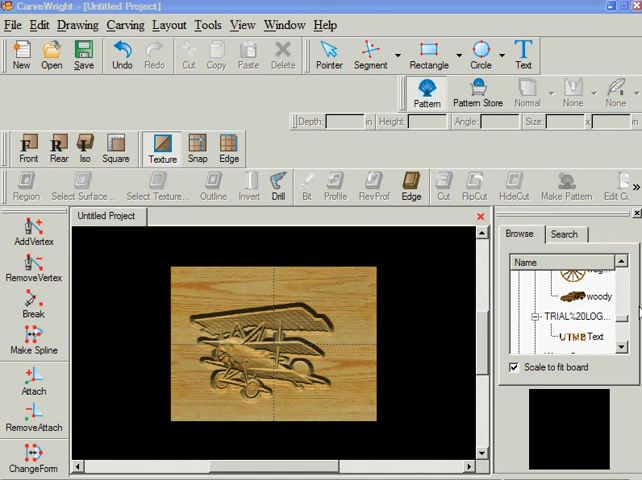 CarveWright - [Untitled Project]
File Edit Drawing Carving Layout Tools View Window Help
New Open Save Undo Redo Cut Copy Paste Delete Pointer Segment Rectangle Circle Text
Pattern Pattern Store Normal None None
Depth: in Height: Angle: Size: x in
Front Rear Iso Square Texture Snap Edge
Region Select Surface... Select Texture... Outline Invert Drill Bit Profile RevProf Edge Cut FlipCut HideCut Make Pattern Edit
AddVertex
RemoveVertex
Break
Make Spline
Attach
RemoveAttach
ChangeForm
Untitled Project
Browse Search
Name
woody
TRIAL%20LOG...
UTMB Text
Scale to fit board